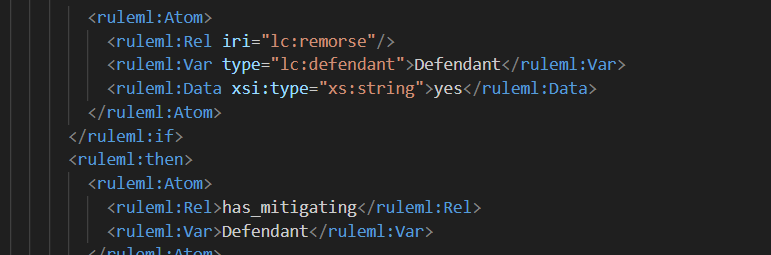 <ruleml:Atom>
<ruleml:Rel iri="lc:remorse"/>
<ruleml:Var type="lc:defendant">Defendant</ruleml:Var>
<ruleml:Data xsi:type="xs:string">yes</ruleml:Data>
</ruleml:Atom>
</ruleml:if>
<ruleml:then>
<ruleml:Atom>
<ruleml:Rel>has_mitigating</ruleml:Rel>
<ruleml:Var>Defendant</ruleml:Var>
</ruleml:Atom>